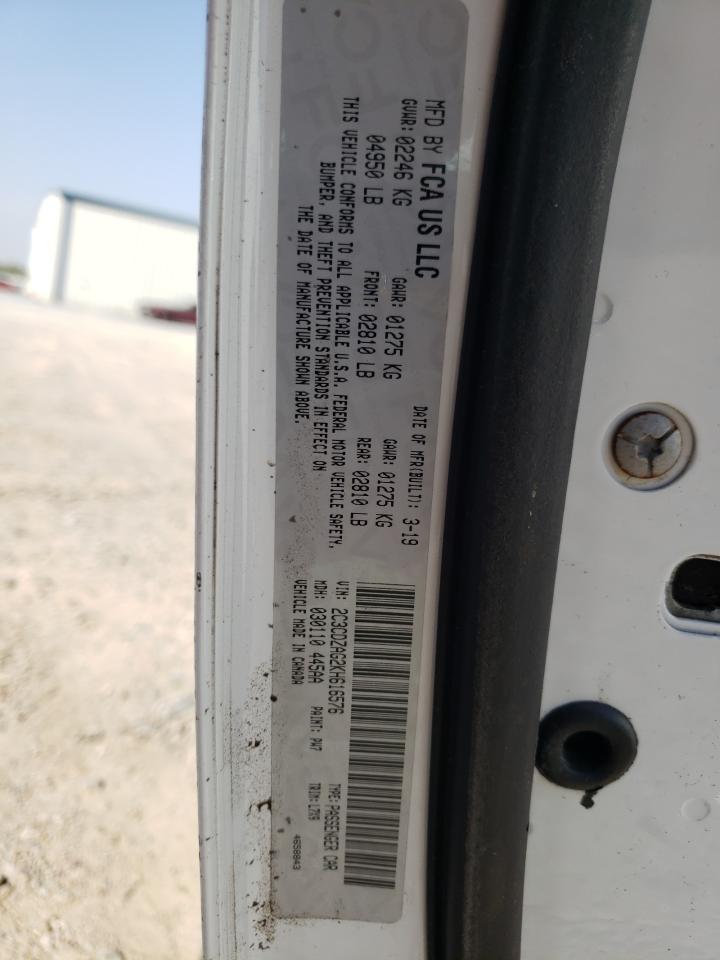 MFD BY FCA US LLC
DATE OF MFR(BUILT): 3-19
GVWR: 02246 KG GAWR: 01275 KG GAWR: 01275 KG
04950 LB FRONT: 02810 LB REAR: 02810 LB
THIS VEHICLE CONFORMS TO ALL APPLICABLE U.S.A. FEDERAL MOTOR VEHICLE SAFETY,
BUMPER, AND THEFT PREVENTION STANDARDS IN EFFECT ON
THE DATE OF MANUFACTURE SHOWN ABOVE.
VIN: 2C3CDZAG2KH616576 TYPE: PASSENGER CAR
MDH: 030110 445AA PAINT: PW7 TRIM: L7X9
VEHICLE MADE IN CANADA 4658843